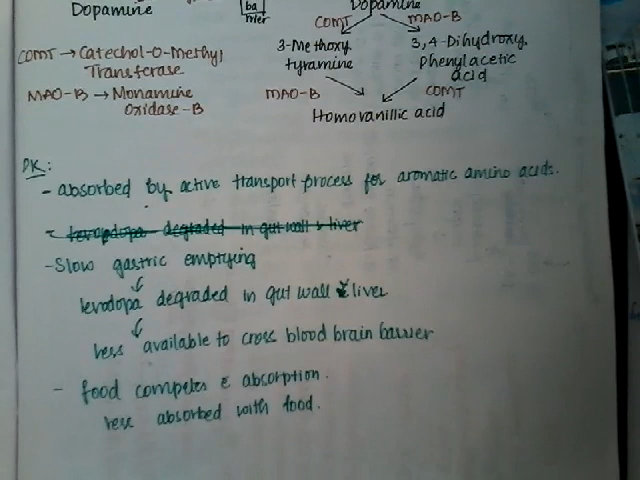 Dopamine
ba
rrier
Dopamine
COMT
MAO-B
COMT → Catechol-O-Methyl
Transferase
MAO-B → Monamine
Oxidase-B
3-Methoxy
tyramine
3,4-Dihydroxy
phenylacetic
acid
MAO-B
COMT
Homovanillic acid
PK:
- absorbed by active transport process for aromatic amino acids.
- levodopa degraded in gut wall & liver
- Slow gastric emptying
levodopa degraded in gut wall & liver
less available to cross blood brain barrier
- food competes c absorption.
less absorbed with food.